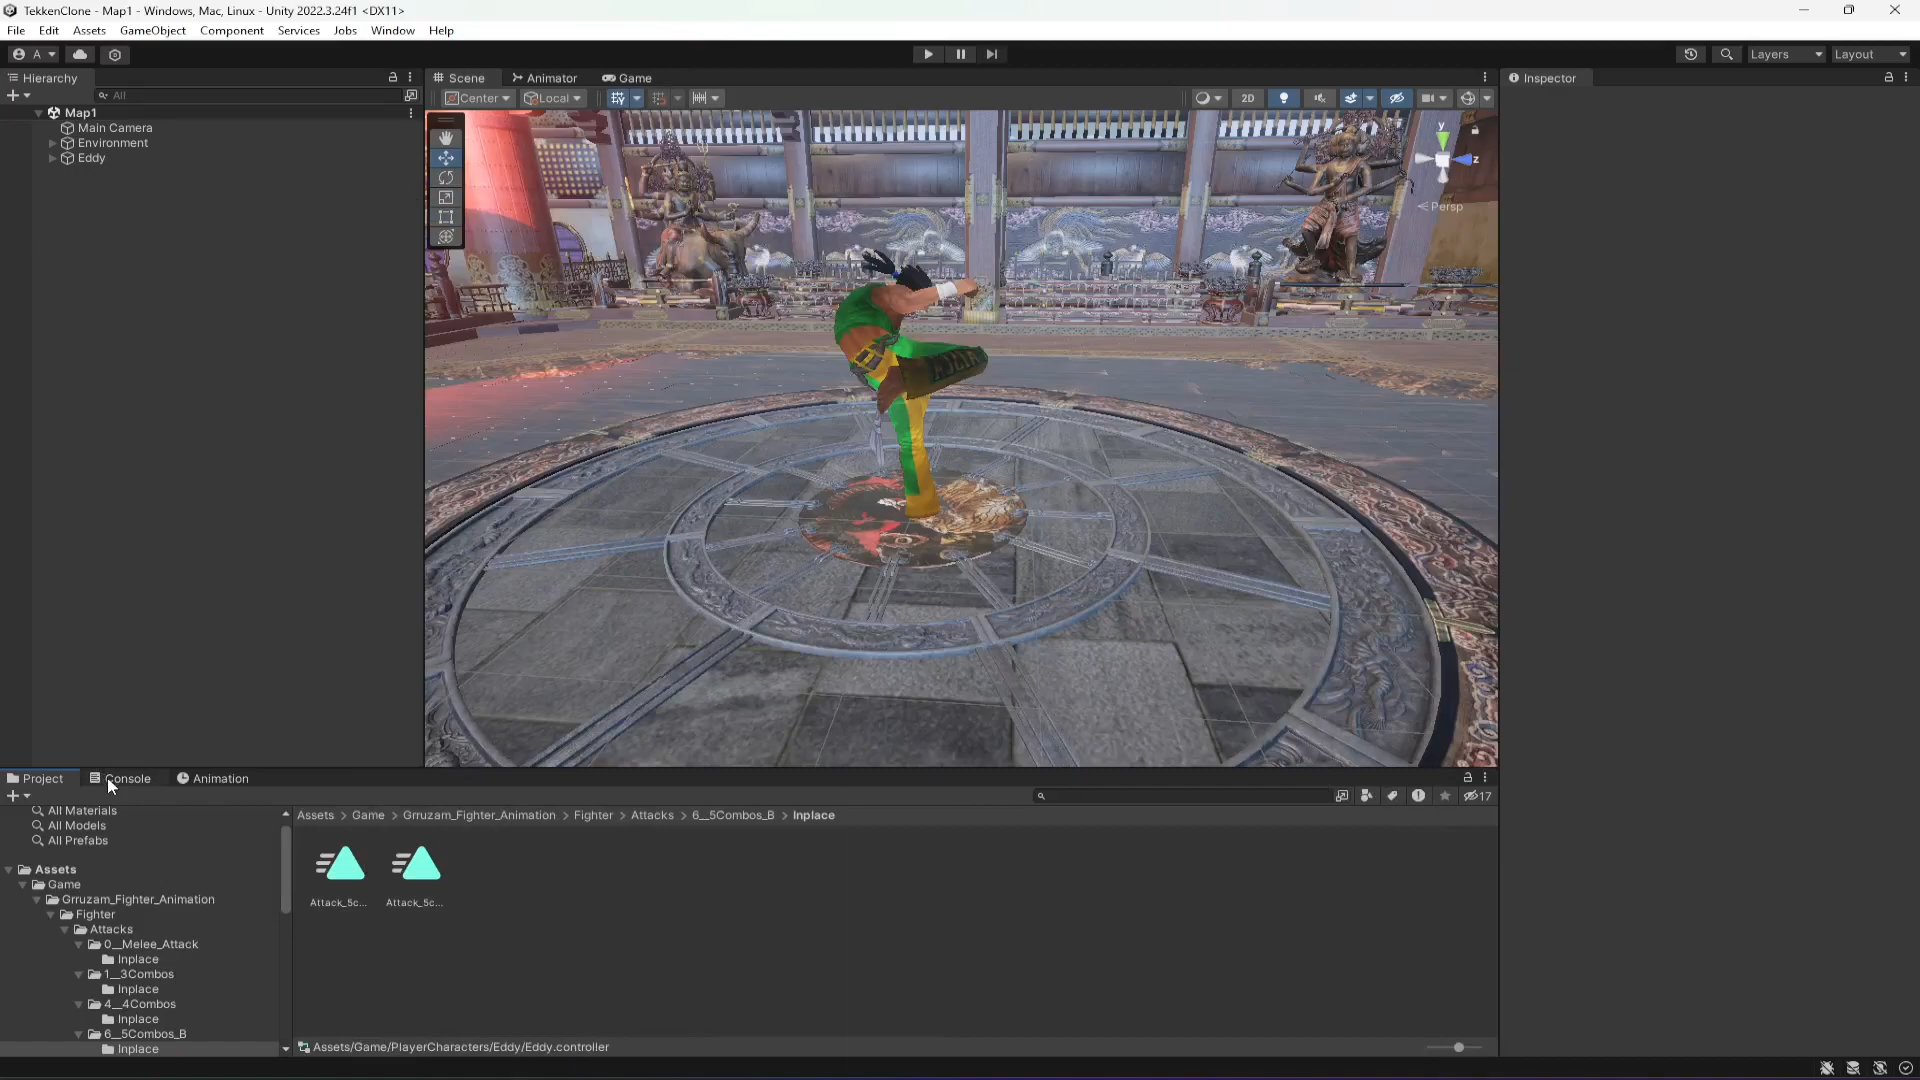 TekkenClone - Map1 - Windows, Mac, Linux - Unity 2022.3.24f1 <DX11>
File Edit Assets GameObject Component Services Jobs Window Help
A Layers Layout
Hierarchy
All
Map1
Main Camera
Environment
Eddy
Scene Animator Game
Center Local 2D
y
z
Persp
Inspector
Project Console Animation
17
All Materials
All Models
All Prefabs
Assets
Game
Grruzam_Fighter_Animation
Fighter
Attacks
0__Melee_Attack
Inplace
1__3Combos
Inplace
4__4Combos
Inplace
6__5Combos_B
Inplace
Assets > Game > Grruzam_Fighter_Animation > Fighter > Attacks > 6__5Combos_B > Inplace
Attack_5c... Attack_5c...
Assets/Game/PlayerCharacters/Eddy/Eddy.controller